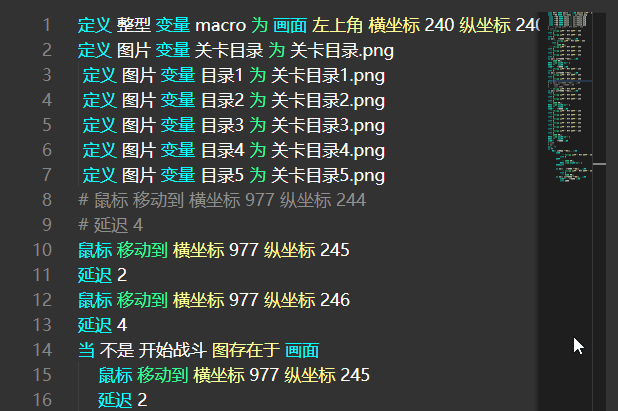 1 定义 整型 变量 macro 为 画面 左上角 横坐标 240 纵坐标 240
2 定义 图片 变量 关卡目录 为 关卡目录.png
3 定义 图片 变量 目录1 为 关卡目录1.png
4 定义 图片 变量 目录2 为 关卡目录2.png
5 定义 图片 变量 目录3 为 关卡目录3.png
6 定义 图片 变量 目录4 为 关卡目录4.png
7 定义 图片 变量 目录5 为 关卡目录5.png
8 # 鼠标 移动到 横坐标 977 纵坐标 244
9 # 延迟 4
10 鼠标 移动到 横坐标 977 纵坐标 245
11 延迟 2
12 鼠标 移动到 横坐标 977 纵坐标 246
13 延迟 4
14 当 不是 开始战斗 图存在于 画面
15 鼠标 移动到 横坐标 977 纵坐标 245
16 延迟 2